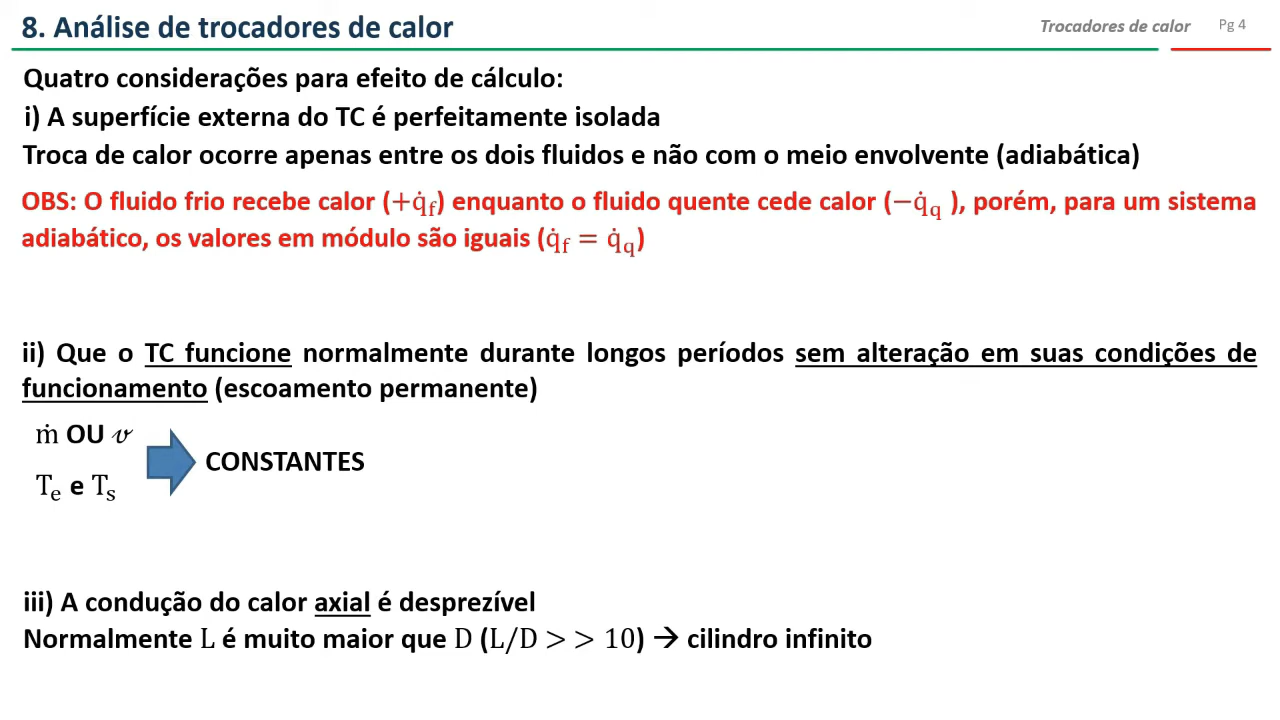 8. Análise de trocadores de calor
Trocadores de calor
Pg 4
Quatro considerações para efeito de cálculo:
i) A superfície externa do TC é perfeitamente isolada
Troca de calor ocorre apenas entre os dois fluidos e não com o meio envolvente (adiabática)
OBS: O fluido frio recebe calor (+q̇f) enquanto o fluido quente cede calor (−q̇q ), porém, para um sistema
adiabático, os valores em módulo são iguais (q̇f = q̇q)
ii) Que o TC funcione normalmente durante longos períodos sem alteração em suas condições de
funcionamento (escoamento permanente)
ṁ OU 𝓋
Te e Ts
CONSTANTES
iii) A condução do calor axial é desprezível
Normalmente L é muito maior que D (L/D > > 10) → cilindro infinito